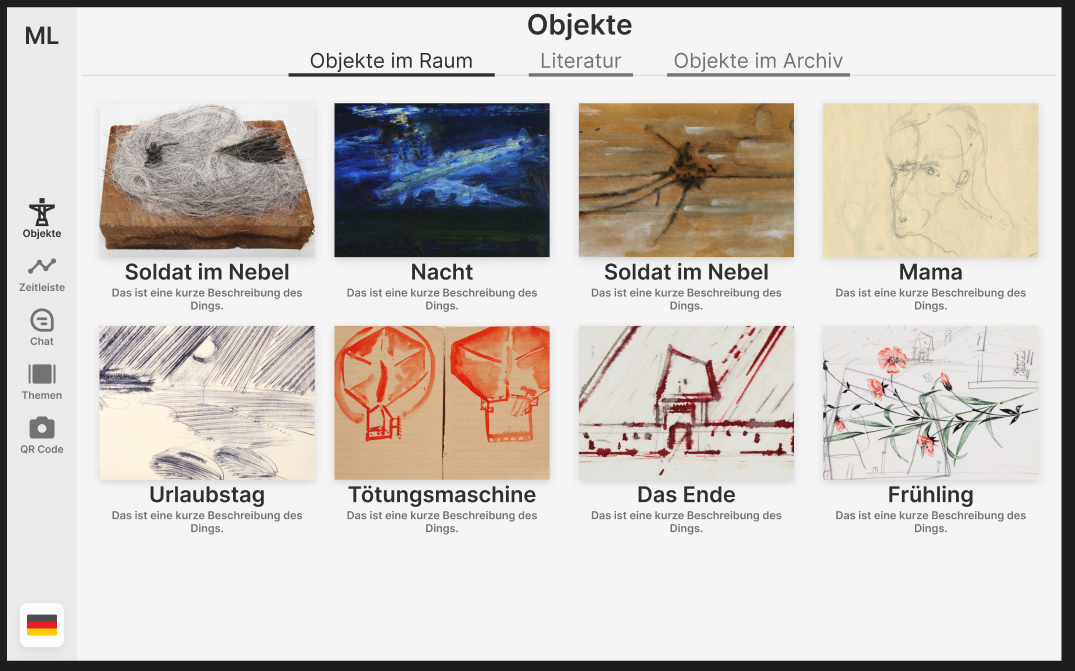 ML
Objekte
Objekte im Raum
Literatur
Objekte im Archiv
Objekte
Zeitleiste
Chat
Themen
QR Code
Soldat im Nebel
Das ist eine kurze Beschreibung des
Dings.
Nacht
Das ist eine kurze Beschreibung des
Dings.
Soldat im Nebel
Das ist eine kurze Beschreibung des
Dings.
Mama
Das ist eine kurze Beschreibung des
Dings.
Urlaubstag
Das ist eine kurze Beschreibung des
Dings.
Tötungsmaschine
Das ist eine kurze Beschreibung des
Dings.
Das Ende
Das ist eine kurze Beschreibung des
Dings.
Frühling
Das ist eine kurze Beschreibung des
Dings.